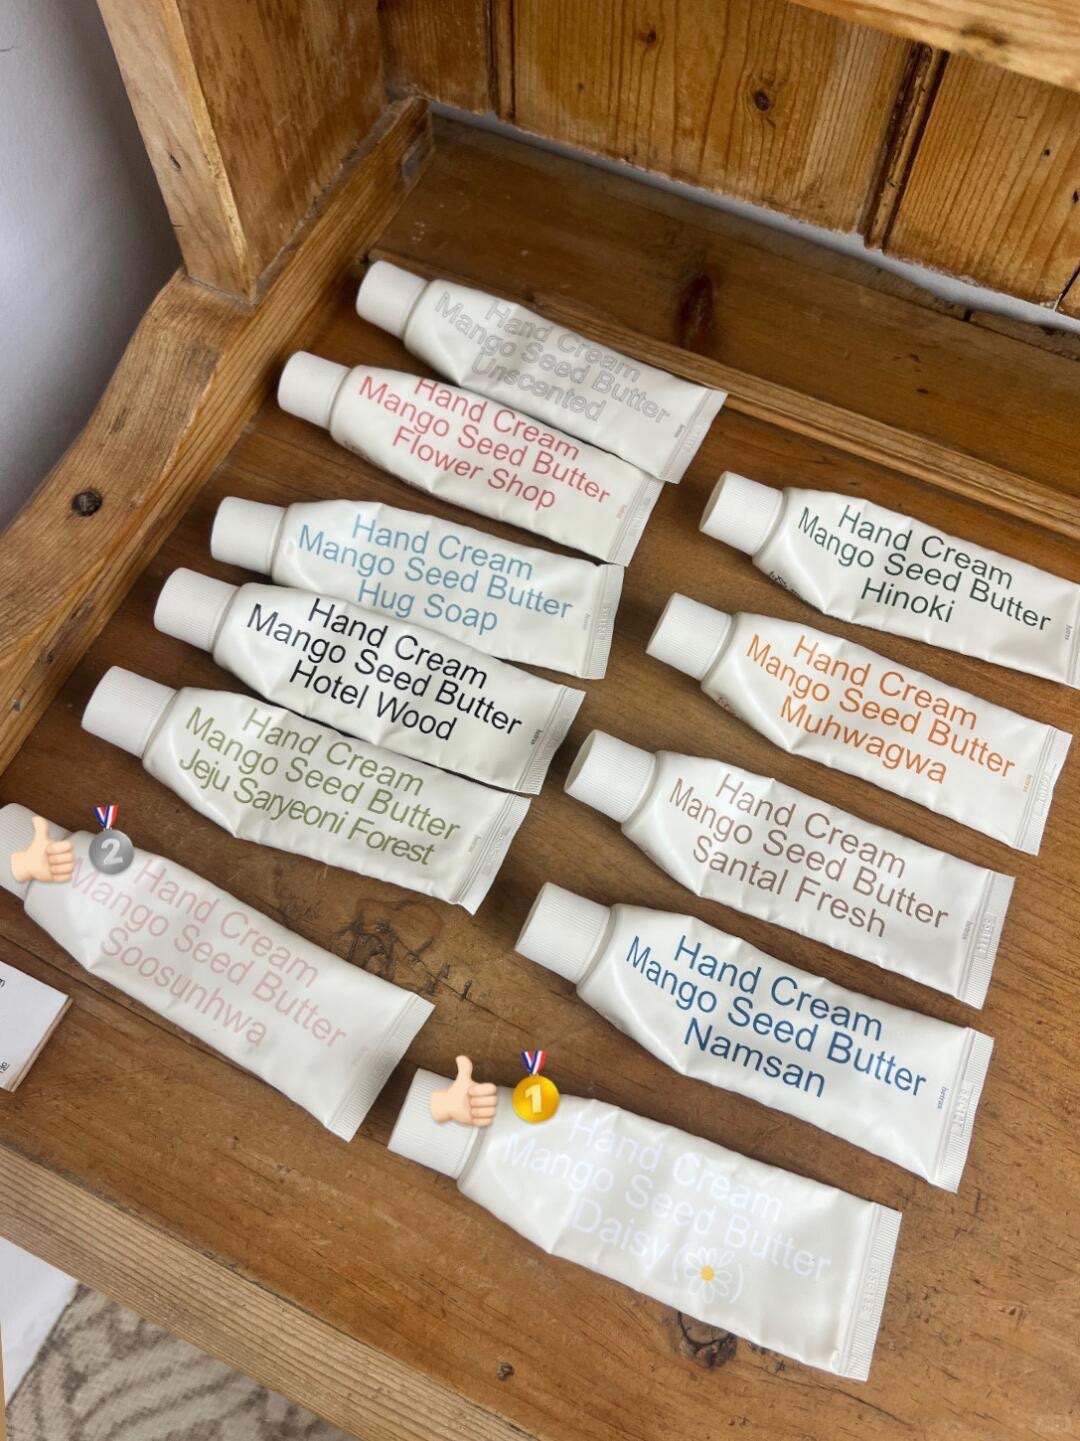 Hand Cream
Mango Seed Butter
Unscented
Hand Cream
Mango Seed Butter
Flower Shop
Hand Cream
Mango Seed Butter
Hug Soap
Hand Cream
Mango Seed Butter
Hotel Wood
Hand Cream
Mango Seed Butter
Jeju Saryeoni Forest
2
Hand Cream
Mango Seed Butter
Soosunhwa
Hand Cream
Mango Seed Butter
Hinoki
Hand Cream
Mango Seed Butter
Muhwagwa
Hand Cream
Mango Seed Butter
Santal Fresh
Hand Cream
Mango Seed Butter
Namsan
hetras
1
Hand Cream
Mango Seed Butter
Daisy ( )